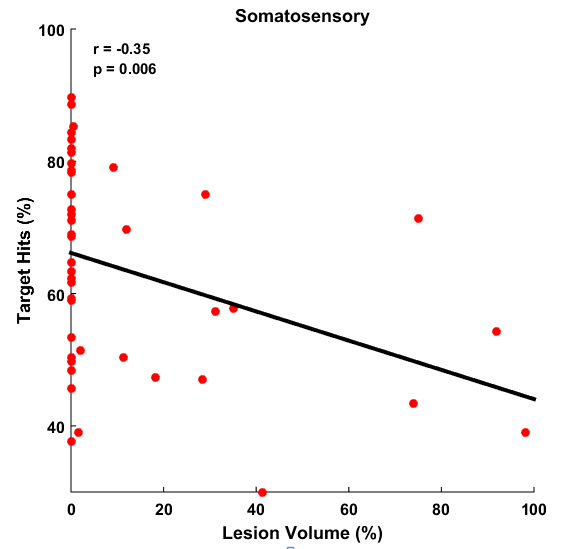 Somatosensory
100
r = -0.35
p = 0.006
80
Target Hits (%)
60
40
0 20 40 60 80 100
Lesion Volume (%)